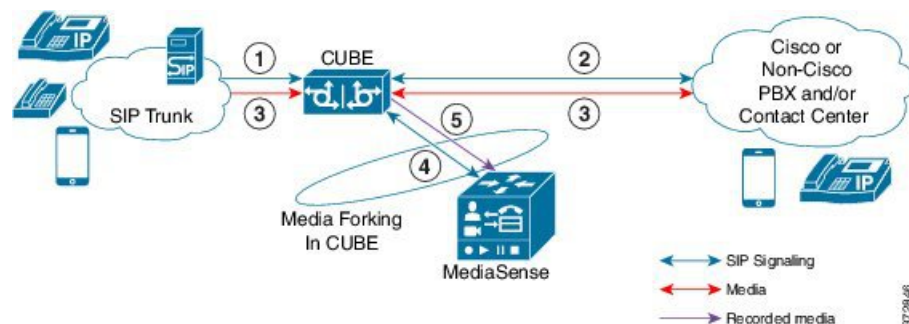 IP
SIP
SIP Trunk
1
3
CUBE
2
3
5
4
Media Forking
In CUBE
MediaSense
Cisco or
Non-Cisco
PBX and/or
Contact Center
IP
SIP Signaling
Media
Recorded media